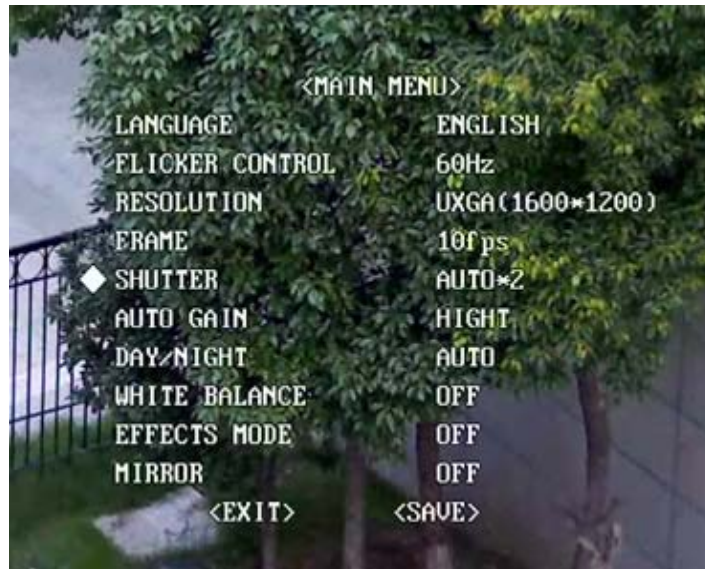 <MAIN MENU>
LANGUAGE ENGLISH
FLICKER CONTROL 60Hz
RESOLUTION UXGA(1600*1200)
FRAME 10fps
SHUTTER AUTO*2
AUTO GAIN HIGHT
DAY/NIGHT AUTO
WHITE BALANCE OFF
EFFECTS MODE OFF
MIRROR OFF
<EXIT> <SAVE>